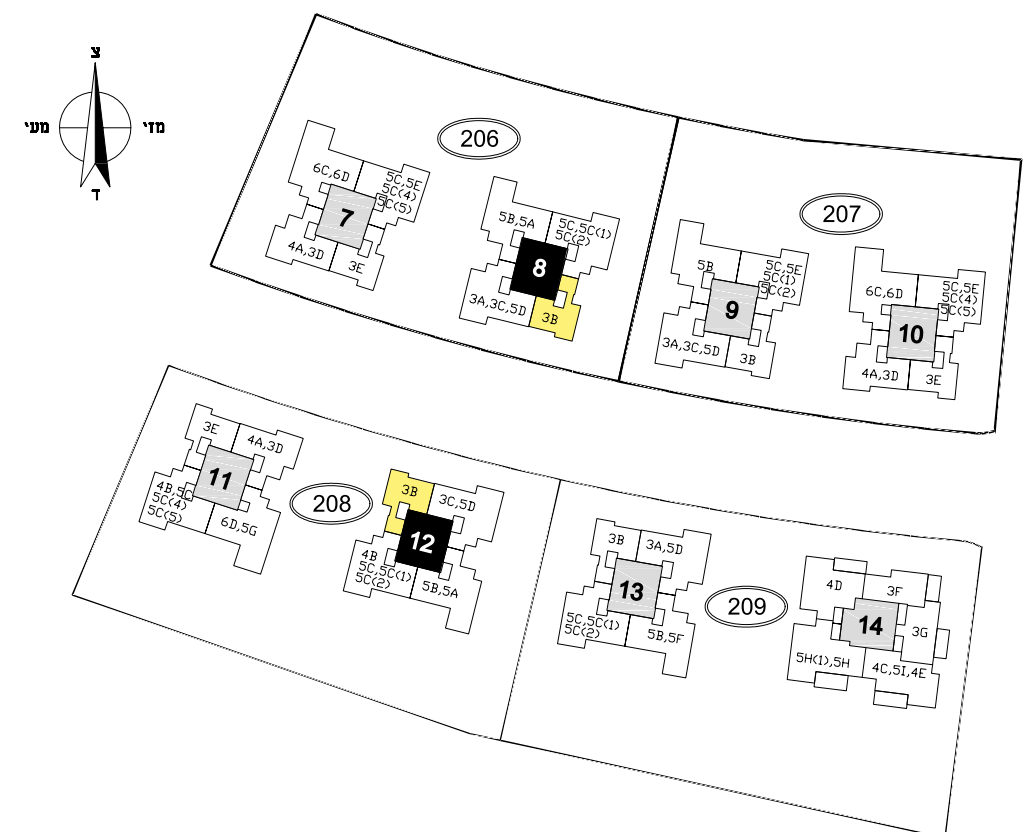 צ
מעי
מזי
ד
206
6C,6D
5C,5E
5C(4)
5C(5)
7
4A,3D
3E
5B,5A
5C,5C(1)
5C(2)
8
3A,3C,5D
3B
207
5B
5C,5E
5C(1)
5C(2)
9
3A,3C,5D
3B
6C,6D
5C,5E
5C(4)
5C(5)
10
4A,3D
3E
208
3E
4A,3D
11
4B,5C
5C(4)
5C(5)
6D,5G
3B
3C,5D
12
4B
5C,5C(1)
5C(2)
5B,5A
209
3B
3A,5D
13
5C,5C(1)
5C(2)
5B,5F
4D
3F
14
3G
5H(1),5H
4C,5I,4E